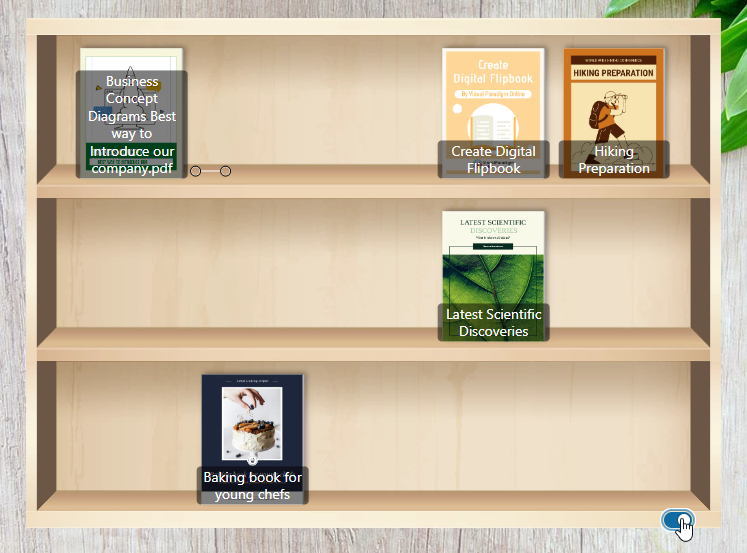 Business
Concept
Diagrams Best
way to
Introduce our
company.pdf
Create
Digital Flipbook
By Visual Paradigm Online
Create Digital
Flipbook
HIKING PREPARATION
Hiking
Preparation
LATEST SCIENTIFIC
DISCOVERIES
Latest Scientific
Discoveries
Baking book for
young chefs